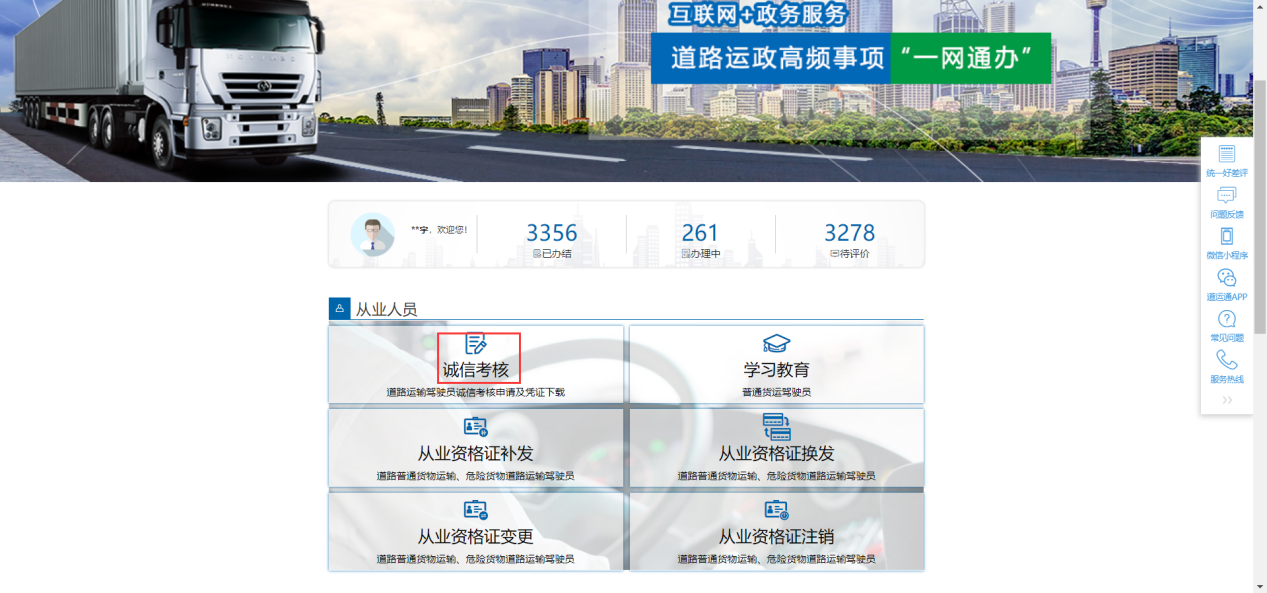 互联网+政务服务
道路运政高频事项 “一网通办”
**字，欢迎您!
3356
已办结
261
办理中
3278
待评价
从业人员
诚信考核
道路运输驾驶员诚信考核申请及凭证下载
学习教育
普通货运驾驶员
从业资格证补发
道路普通货物运输、危险货物道路运输驾驶员
从业资格证换发
道路普通货物运输、危险货物道路运输驾驶员
从业资格证变更
道路普通货物运输、危险货物道路运输驾驶员
从业资格证注销
道路普通货物运输、危险货物道路运输驾驶员
统一好差评
问题反馈
微信小程序
道运通APP
常见问题
服务热线